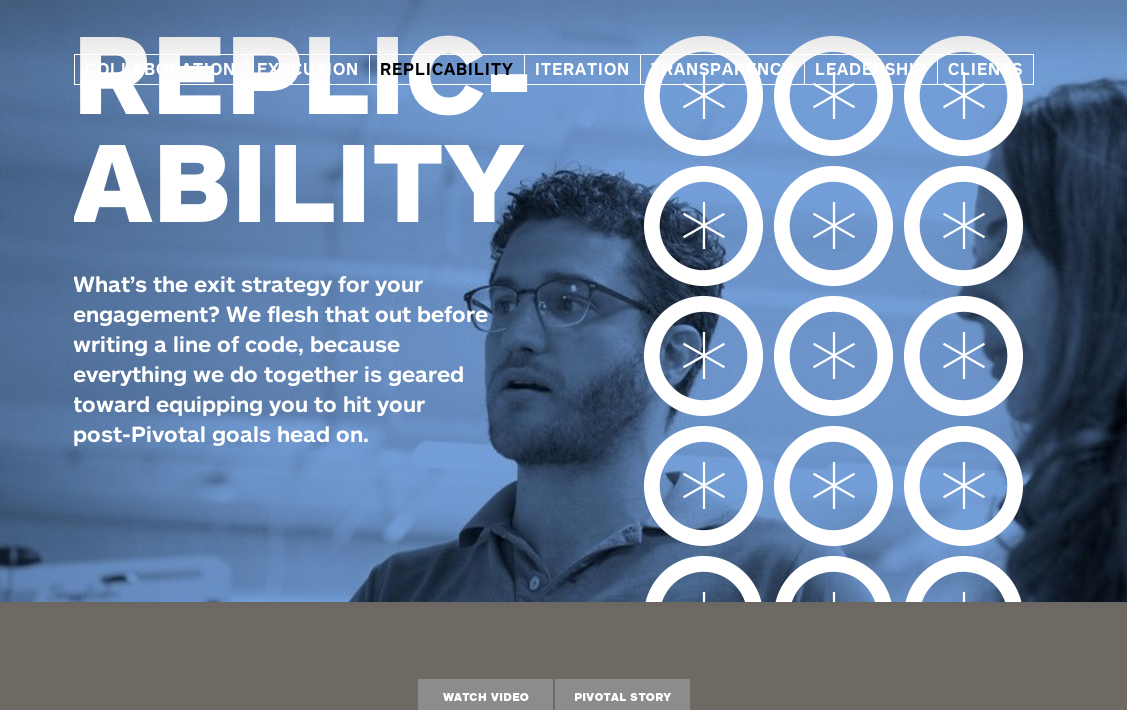 COLLABORATION EXECUTION REPLICABILITY ITERATION TRANSPARENCY LEADERSHIP CLIENTS
REPLIC-
ABILITY
What’s the exit strategy for your
engagement? We flesh that out before
writing a line of code, because
everything we do together is geared
toward equipping you to hit your
post-Pivotal goals head on.
WATCH VIDEO PIVOTAL STORY